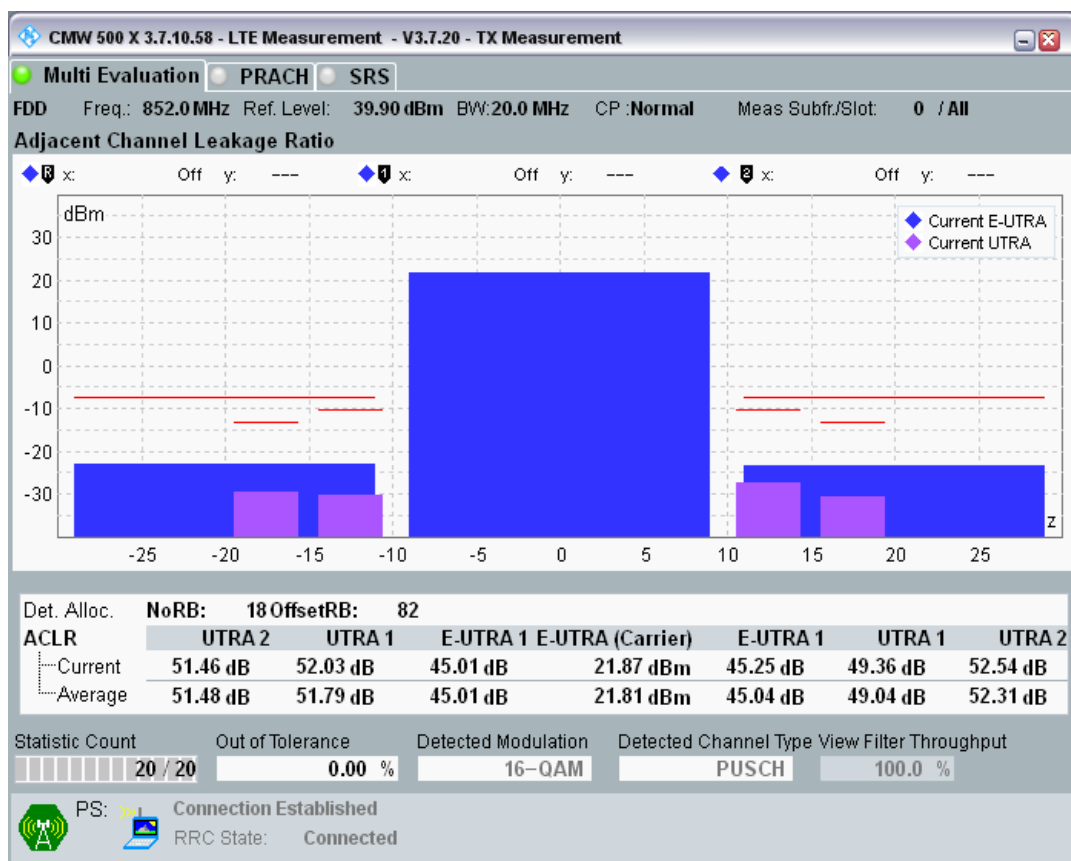 CMW 500 X 3.7.10.58 - LTE Measurement - V3.7.20 - TX Measurement
Multi Evaluation PRACH SRS
FDD Freq.: 852.0 MHz Ref. Level: 39.90 dBm BW:20.0 MHz CP :Normal Meas Subfr./Slot: 0 / All
Adjacent Channel Leakage Ratio
R x: Off y: --- 1 x: Off y: --- 2 x: Off y: ---
dBm
Current E-UTRA
Current UTRA
30
20
10
0
-10
-20
-30
z
-25 -20 -15 -10 -5 0 5 10 15 20 25
Det. Alloc. NoRB: 18 OffsetRB: 82
ACLR UTRA 2 UTRA 1 E-UTRA 1 E-UTRA (Carrier) E-UTRA 1 UTRA 1 UTRA 2
Current 51.46 dB 52.03 dB 45.01 dB 21.87 dBm 45.25 dB 49.36 dB 52.54 dB
Average 51.48 dB 51.79 dB 45.01 dB 21.81 dBm 45.04 dB 49.04 dB 52.31 dB
Statistic Count Out of Tolerance Detected Modulation Detected Channel Type View Filter Throughput
20 / 20 0.00 % 16-QAM PUSCH 100.0 %
PS: Connection Established
RRC State: Connected